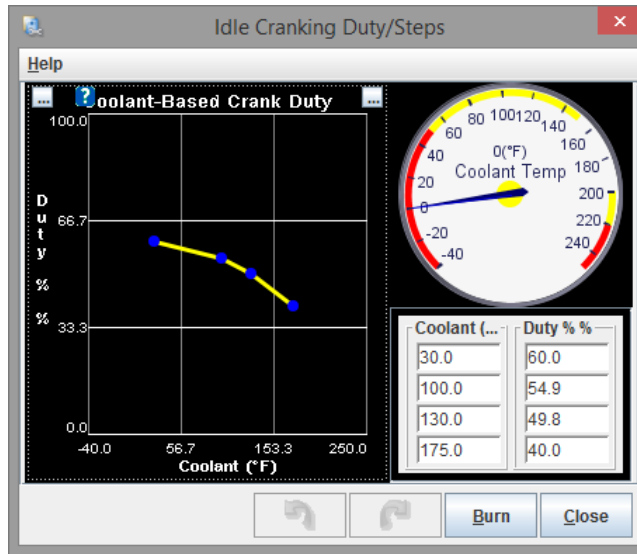 Idle Cranking Duty/Steps
Help
... ? oolant-Based Crank Duty ...
100.0
66.7
33.3
0.0
Duty % %
-40.0 56.7 153.3 250.0
Coolant (°F)
-40 -20 0 20 40 60 80 100 120 140 160 180 200 220 240
0(°F)
Coolant Temp
Coolant (... Duty % %
30.0 60.0
100.0 54.9
130.0 49.8
175.0 40.0
Burn Close